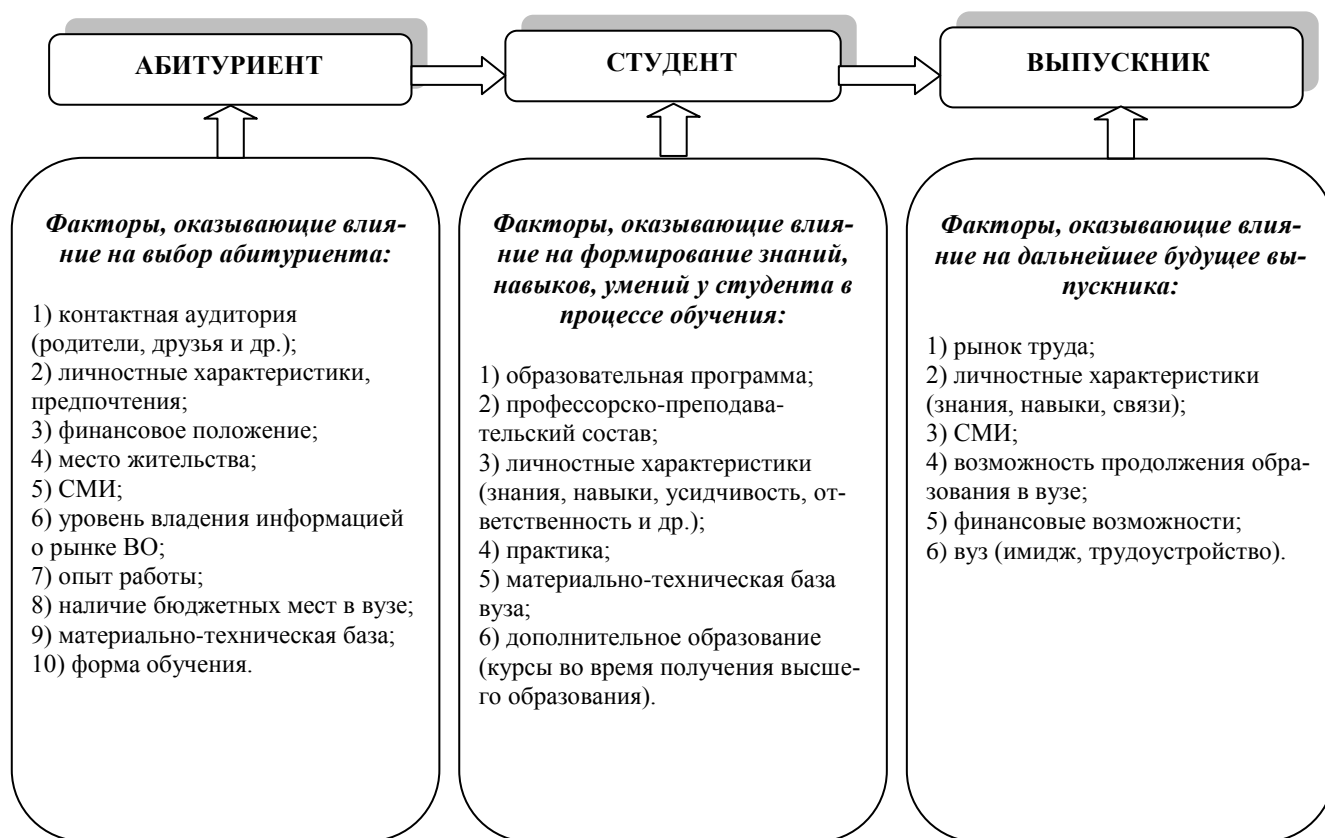 АБИТУРИЕНТ
СТУДЕНТ
ВЫПУСКНИК
Факторы, оказывающие влия-
ние на выбор абитуриента:
1) контактная аудитория
(родители, друзья и др.);
2) личностные характеристики,
предпочтения;
3) финансовое положение;
4) место жительства;
5) СМИ;
6) уровень владения информацией
о рынке ВО;
7) опыт работы;
8) наличие бюджетных мест в вузе;
9) материально-техническая база;
10) форма обучения.
Факторы, оказывающие влия-
ние на формирование знаний,
навыков, умений у студента в
процессе обучения:
1) образовательная программа;
2) профессорско-преподава-
тельский состав;
3) личностные характеристики
(знания, навыки, усидчивость, от-
ветственность и др.);
4) практика;
5) материально-техническая база
вуза;
6) дополнительное образование
(курсы во время получения высше-
го образования).
Факторы, оказывающие влия-
ние на дальнейшее будущее вы-
пускника:
1) рынок труда;
2) личностные характеристики
(знания, навыки, связи);
3) СМИ;
4) возможность продолжения обра-
зования в вузе;
5) финансовые возможности;
6) вуз (имидж, трудоустройство).